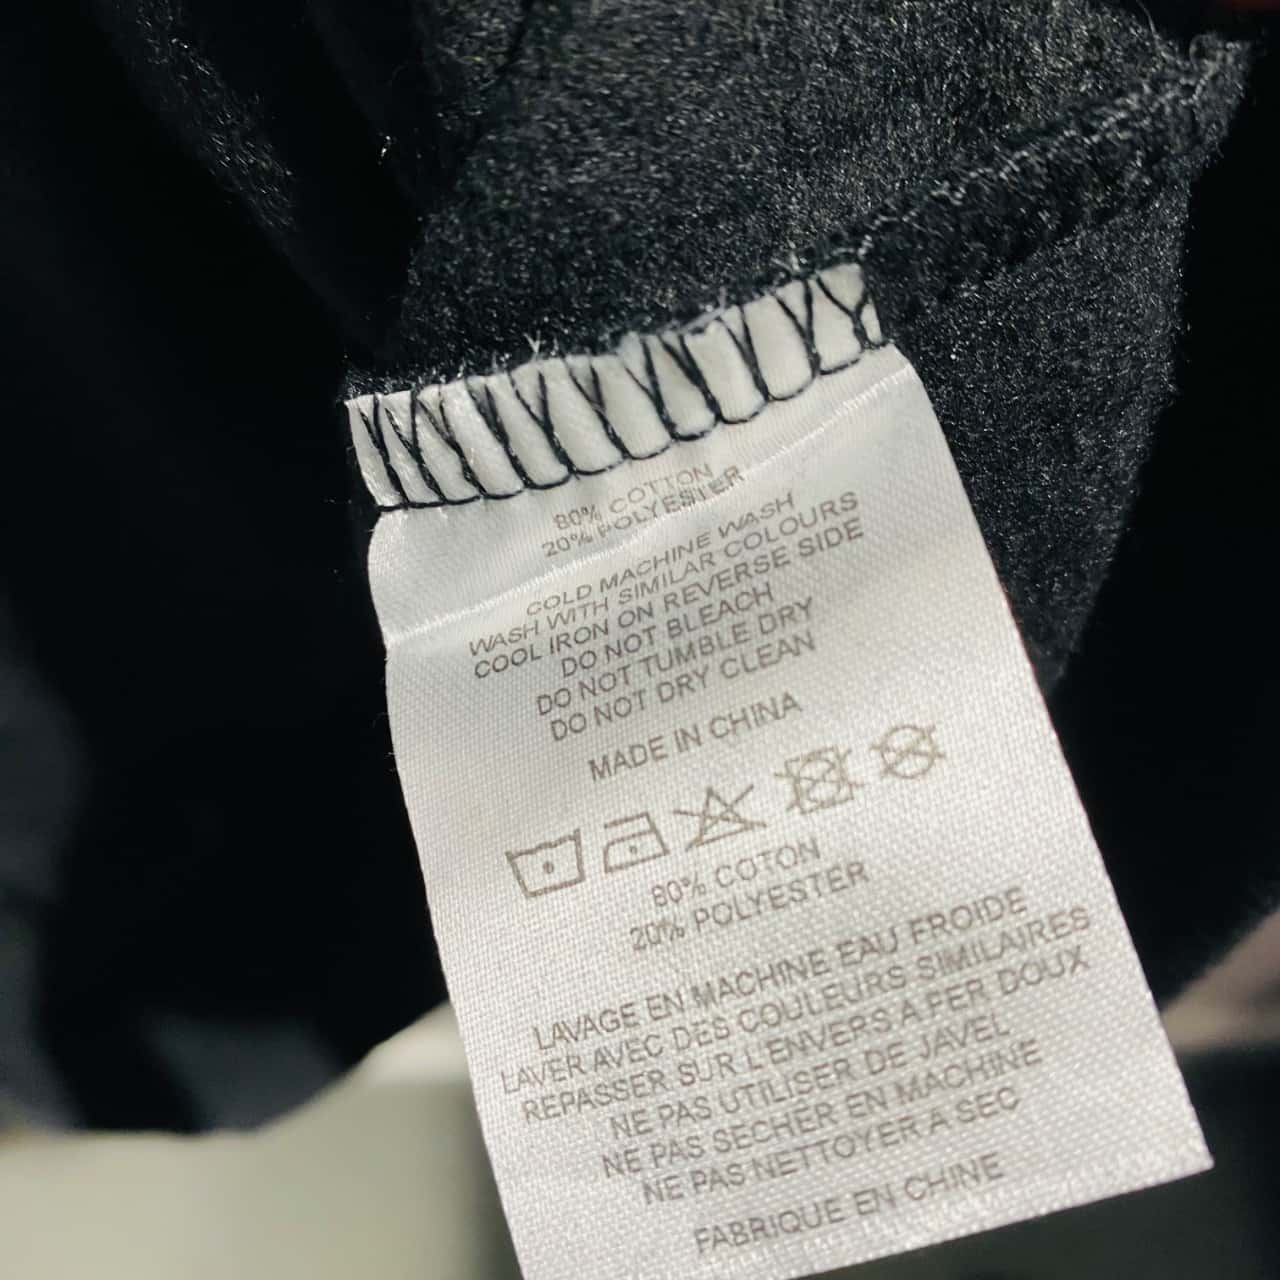 80% COTTON
20% POLYESTER
COLD MACHINE WASH
WASH WITH SIMILAR COLOURS
COOL IRON ON REVERSE SIDE
DO NOT BLEACH
DO NOT TUMBLE DRY
DO NOT DRY CLEAN
MADE IN CHINA
80% COTON
20% POLYESTER
LAVAGE EN MACHINE EAU FROIDE
LAVER AVEC DES COULEURS SIMILAIRES
REPASSER SUR L'ENVERS A FER DOUX
NE PAS UTILISER DE JAVEL
NE PAS SECHER EN MACHINE
NE PAS NETTOYER A SEC
FABRIQUE EN CHINE